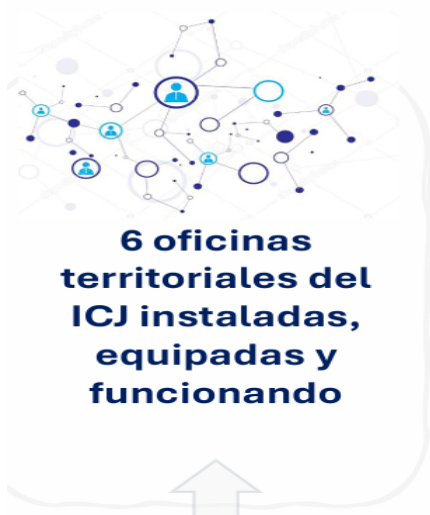 6 oficinas
territoriales del
ICJ instaladas,
equipadas y
funcionando